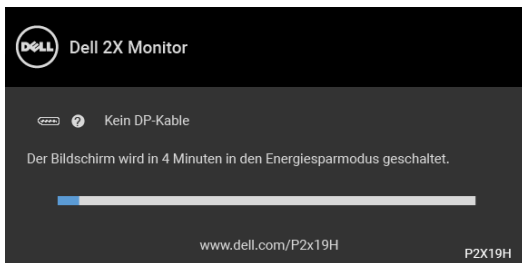 DELL Dell 2X Monitor
Kein DP-Kable
Der Bildschirm wird in 4 Minuten in den Energiesparmodus geschaltet.
www.dell.com/P2x19H
P2X19H